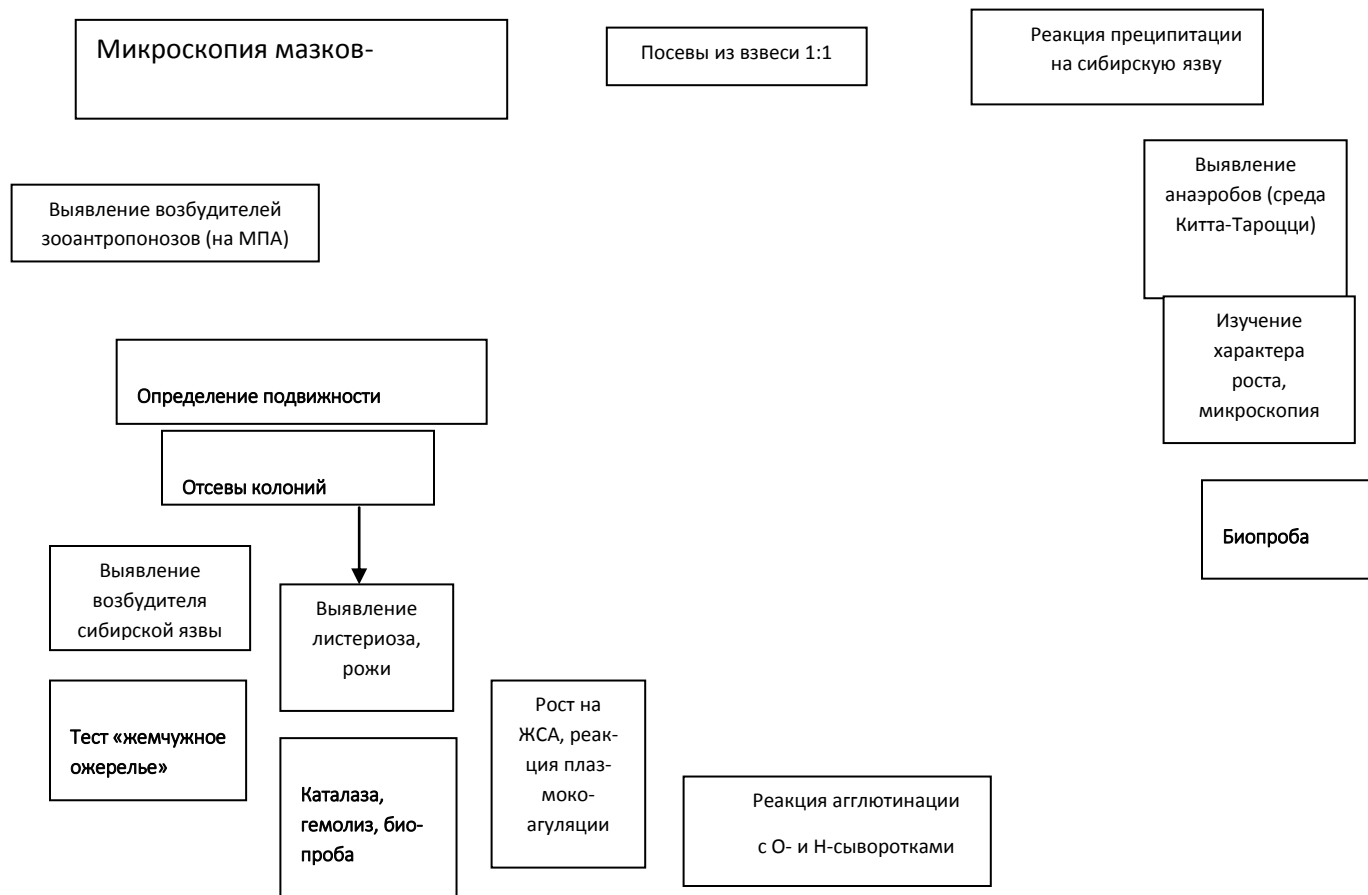 Микроскопия мазков-
Посевы из взвеси 1:1
Реакция преципитации
на сибирскую язву
Выявление
анаэробов (среда
Китта-Тароцци)
Выявление возбудителей
зооантропонозов (на МПА)
Изучение
характера
роста,
микроскопия
Определение подвижности
Отсевы колоний
Биопроба
Выявление
возбудителя
сибирской язвы
Выявление
листериоза,
рожи
Тест «жемчужное
ожерелье»
Рост на
ЖСА, реак-
ция плаз-
моко-
агуляции
Каталаза,
гемолиз, био-
проба
Реакция агглютинации
с О- и Н-сыворотками